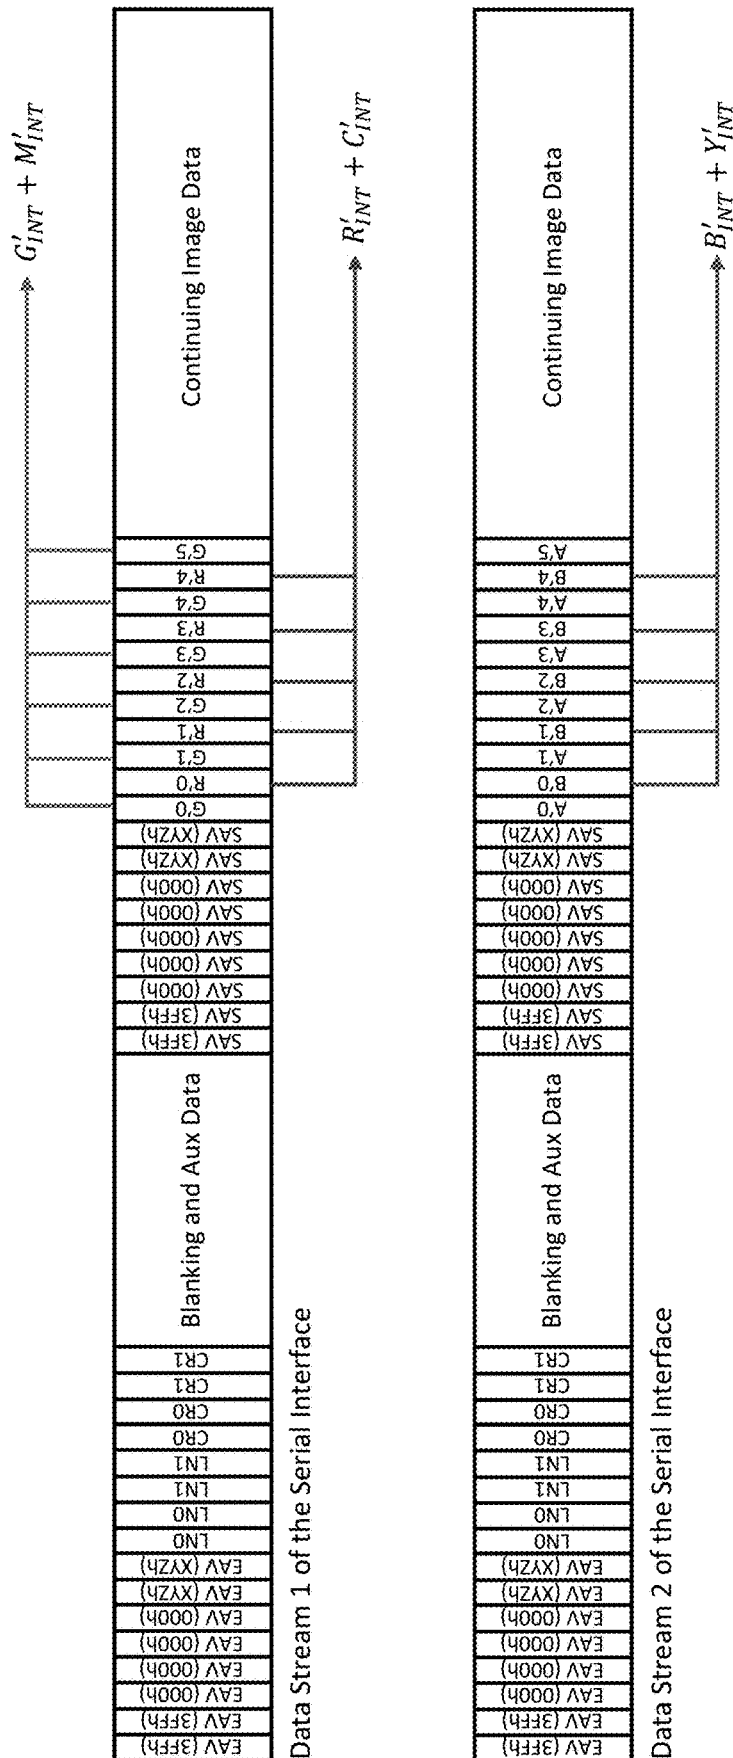 G'INT + M'INT
EAV (3FFh)
EAV (3FFh)
EAV (000h)
EAV (000h)
EAV (000h)
EAV (000h)
EAV (XYZh)
EAV (XYZh)
LN0
LN0
LN1
LN1
CR0
CR0
CR1
CR1
Blanking and Aux Data
SAV (3FFh)
SAV (3FFh)
SAV (000h)
SAV (000h)
SAV (000h)
SAV (000h)
SAV (000h)
SAV (XYZh)
SAV (XYZh)
G'0
R'0
G'1
R'1
G'2
R'2
G'3
R'3
G'4
R'4
G'5
Continuing Image Data
Data Stream 1 of the Serial Interface
R'INT + C'INT
EAV (3FFh)
EAV (3FFh)
EAV (000h)
EAV (000h)
EAV (000h)
EAV (000h)
EAV (XYZh)
EAV (XYZh)
LN0
LN0
LN1
LN1
CR0
CR0
CR1
CR1
Blanking and Aux Data
SAV (3FFh)
SAV (3FFh)
SAV (000h)
SAV (000h)
SAV (000h)
SAV (000h)
SAV (000h)
SAV (XYZh)
SAV (XYZh)
A'0
B'0
A'1
B'1
A'2
B'2
A'3
B'3
A'4
B'4
A'5
Continuing Image Data
Data Stream 2 of the Serial Interface
B'INT + Y'INT